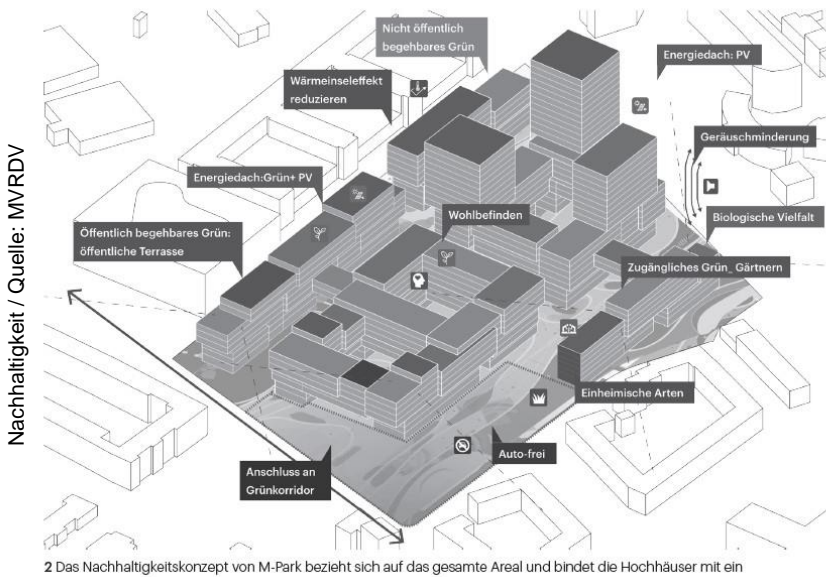 Nachhaltigkeit / Quelle: MVRDV
Nicht öffentlich
begehbares Grün
Energiedach: PV
Wärmeinseleffekt
reduzieren
Geräuschminderung
Energiedach:Grün+ PV
Wohlbefinden
Biologische Vielfalt
Öffentlich begehbares Grün:
öffentliche Terrasse
Zugängliches Grün_ Gärtnern
Einheimische Arten
Auto-frei
Anschluss an
Grünkorridor
2 Das Nachhaltigkeitskonzept von M-Park bezieht sich auf das gesamte Areal und bindet die Hochhäuser mit ein